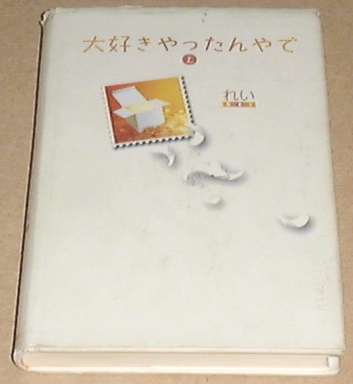 大好きやったんやで
上
れい